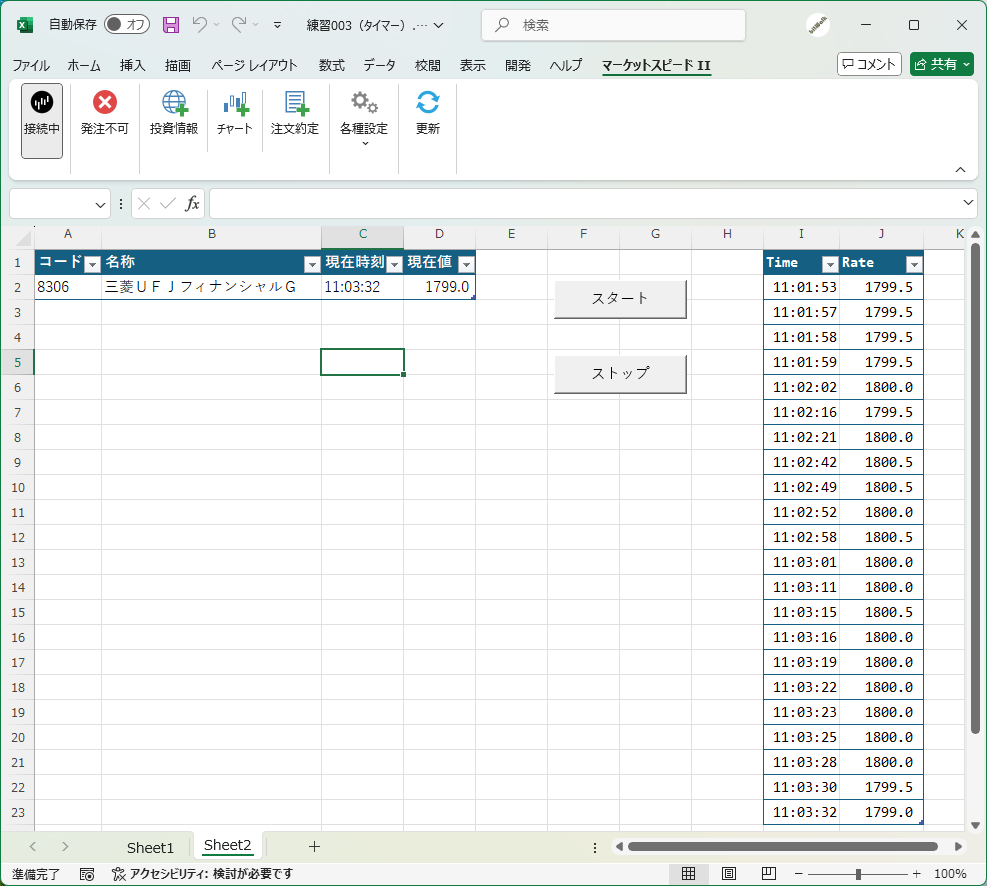 自動保存 オフ 練習003（タイマー）.… 検索
ファイル ホーム 挿入 描画 ページ レイアウト 数式 データ 校閲 表示 開発 ヘルプ マーケットスピード II コメント 共有
接続中 発注不可 投資情報 チャート 注文約定 各種設定 更新
fx
A B C D E F G H I J K
1 コード 名称 現在時刻 現在値 Time Rate
2 8306 三菱ＵＦＪフィナンシャルＧ 11:03:32 1799.0 スタート 11:01:53 1799.5
3 11:01:57 1799.5
4 11:01:58 1799.5
5 ストップ 11:01:59 1799.5
6 11:02:02 1800.0
7 11:02:16 1799.5
8 11:02:21 1800.0
9 11:02:42 1800.5
10 11:02:49 1800.5
11 11:02:52 1800.0
12 11:02:58 1800.5
13 11:03:01 1800.0
14 11:03:11 1800.0
15 11:03:15 1800.5
16 11:03:16 1800.0
17 11:03:19 1800.0
18 11:03:22 1800.0
19 11:03:23 1800.0
20 11:03:25 1800.0
21 11:03:28 1800.0
22 11:03:30 1799.5
23 11:03:32 1799.0
Sheet1 Sheet2
準備完了 アクセシビリティ: 検討が必要です 100%